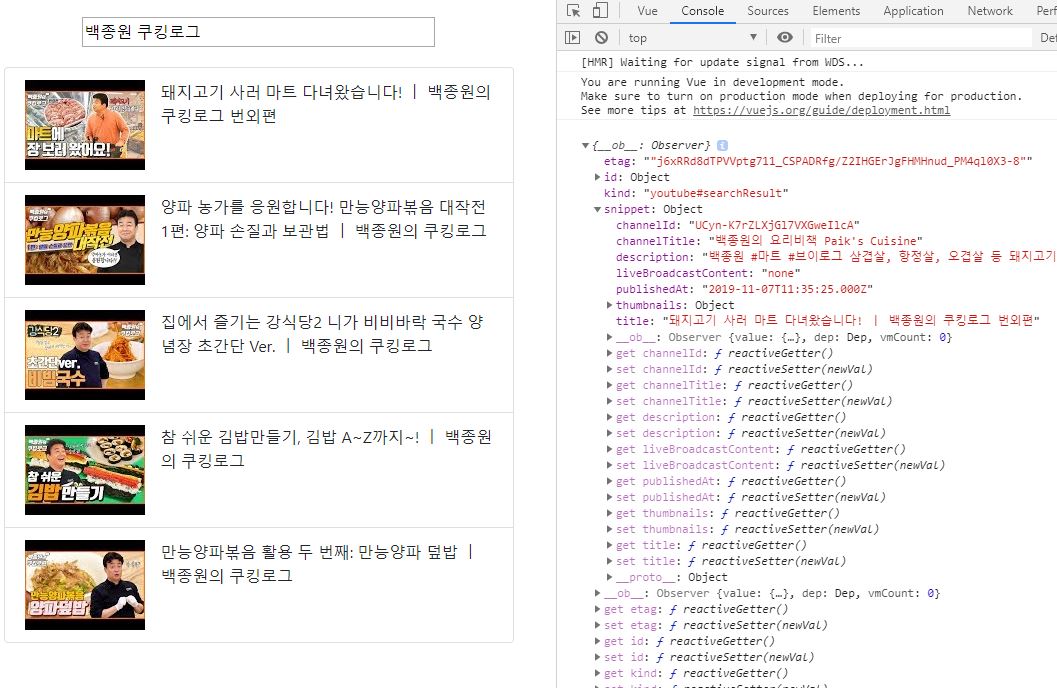 백종원 쿠킹로그
돼지고기 사러 마트 다녀왔습니다! ㅣ 백종원의
쿠킹로그 번외편
마트에
장 보러 왔어요!
양파 농가를 응원합니다! 만능양파볶음 대작전
1편: 양파 손질과 보관법 ㅣ 백종원의 쿠킹로그
만능양파볶음
대작전
집에서 즐기는 강식당2 니가 비비바락 국수 양
념장 초간단 Ver. ㅣ 백종원의 쿠킹로그
강식당2
초간단ver.
비빔국수
참 쉬운 김밥만들기, 김밥 A~Z까지~! ㅣ 백종원
의 쿠킹로그
참 쉬운
김밥만들기
만능양파볶음 활용 두 번째: 만능양파 덮밥 ㅣ
백종원의 쿠킹로그
만능양파볶음
양파덮밥
Vue Console Sources Elements Application Network Perf
top Filter Def
[HMR] Waiting for update signal from WDS...
You are running Vue in development mode.
Make sure to turn on production mode when deploying for production.
See more tips at https://vuejs.org/guide/deployment.html
{__ob__: Observer}
etag: ""j6xRRd8dTPVVptg711_CSPADRfg/Z2IHGErJgFHMHnud_PM4ql0X3-8""
id: Object
kind: "youtube#searchResult"
snippet: Object
channelId: "UCyn-K7rZLXjGl7VXGweIlcA"
channelTitle: "백종원의 요리비책 Paik's Cuisine"
description: "백종원 #마트 #브이로그 삼겹살, 항정살, 오겹살 등 돼지고기
liveBroadcastContent: "none"
publishedAt: "2019-11-07T11:35:25.000Z"
thumbnails: Object
title: "돼지고기 사러 마트 다녀왔습니다! ㅣ 백종원의 쿠킹로그 번외편"
__ob__: Observer {value: {…}, dep: Dep, vmCount: 0}
get channelId: ƒ reactiveGetter()
set channelId: ƒ reactiveSetter(newVal)
get channelTitle: ƒ reactiveGetter()
set channelTitle: ƒ reactiveSetter(newVal)
get description: ƒ reactiveGetter()
set description: ƒ reactiveSetter(newVal)
get liveBroadcastContent: ƒ reactiveGetter()
set liveBroadcastContent: ƒ reactiveSetter(newVal)
get publishedAt: ƒ reactiveGetter()
set publishedAt: ƒ reactiveSetter(newVal)
get thumbnails: ƒ reactiveGetter()
set thumbnails: ƒ reactiveSetter(newVal)
get title: ƒ reactiveGetter()
set title: ƒ reactiveSetter(newVal)
__proto__: Object
__ob__: Observer {value: {…}, dep: Dep, vmCount: 0}
get etag: ƒ reactiveGetter()
set etag: ƒ reactiveSetter(newVal)
get id: ƒ reactiveGetter()
set id: ƒ reactiveSetter(newVal)
get kind: ƒ reactiveGetter()
set kind: ƒ reactiveSetter(newVal)